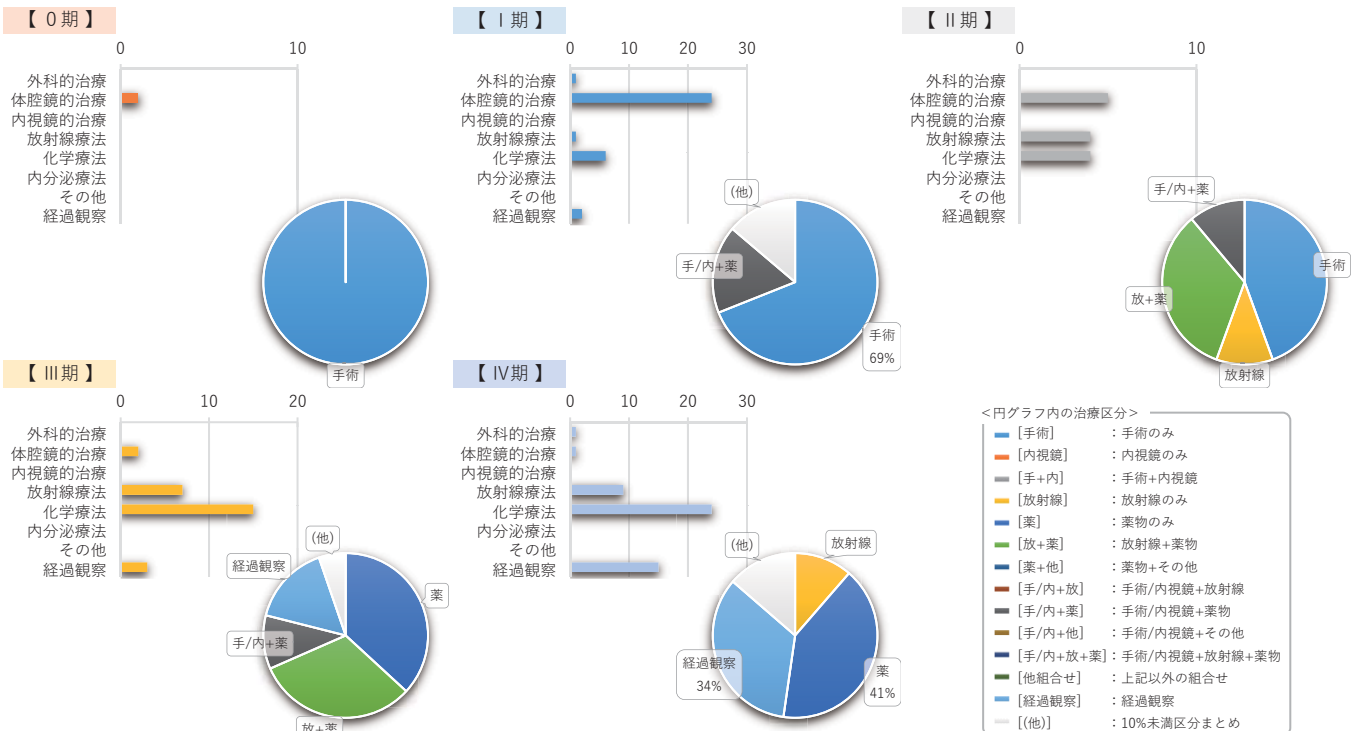 【 0期 】
0 10
外科的治療
体腔鏡的治療
内視鏡的治療
放射線療法
化学療法
内分泌療法
その他
経過観察
手術
【 I期 】
0 10 20 30
外科的治療
体腔鏡的治療
内視鏡的治療
放射線療法
化学療法
内分泌療法
その他
経過観察
(他)
手/内+薬
手術
69%
【 II期 】
0 10
外科的治療
体腔鏡的治療
内視鏡的治療
放射線療法
化学療法
内分泌療法
その他
経過観察
手/内+薬
手術
放+薬
放射線
【 III期 】
0 10 20
外科的治療
体腔鏡的治療
内視鏡的治療
放射線療法
化学療法
内分泌療法
その他
経過観察
(他)
経過観察
薬
手/内+薬
放+薬
【 IV期 】
0 10 20 30
外科的治療
体腔鏡的治療
内視鏡的治療
放射線療法
化学療法
内分泌療法
その他
経過観察
(他)
放射線
経過観察
34%
薬
41%
<円グラフ内の治療区分>
[手術] :手術のみ
[内視鏡] :内視鏡のみ
[手+内] :手術+内視鏡
[放射線] :放射線のみ
[薬] :薬物のみ
[放+薬] :放射線+薬物
[薬+他] :薬物+その他
[手/内+放] :手術/内視鏡+放射線
[手/内+薬] :手術/内視鏡+薬物
[手/内+他] :手術/内視鏡+その他
[手/内+放+薬]:手術/内視鏡+放射線+薬物
[他組合せ] :上記以外の組合せ
[経過観察] :経過観察
[(他)] :10%未満区分まとめ